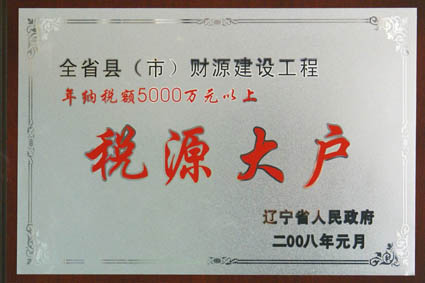 全省县（市）财源建设工程
年纳税额5000万元以上
税源大户
辽宁省人民政府
二〇〇八年元月